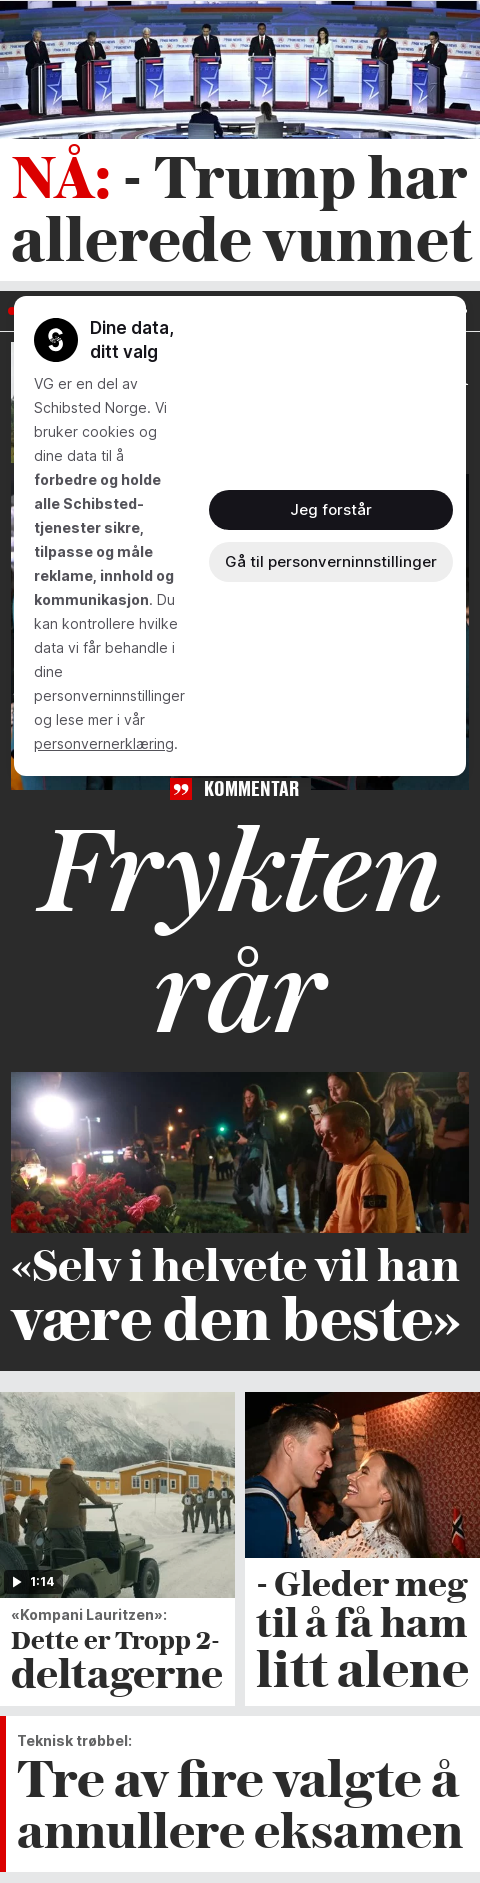 NÅ: - Trump har
allerede vunnet
Dine data,
ditt valg
VG er en del av
Schibsted Norge. Vi
bruker cookies og
dine data til å
forbedre og holde
alle Schibsted-
tjenester sikre,
tilpasse og måle
reklame, innhold og
kommunikasjon. Du
kan kontrollere hvilke
data vi får behandle i
dine
personverninnstillinger
og lese mer i vår
personvernerklæring.
Jeg forstår
Gå til personverninnstillinger
KOMMENTAR
Frykten
rår
«Selv i helvete vil han
være den beste»
1:14
«Kompani Lauritzen»:
Dette er Tropp 2-
deltagerne
- Gleder meg
til å få ham
litt alene
Teknisk trøbbel:
Tre av fire valgte å
annullere eksamen